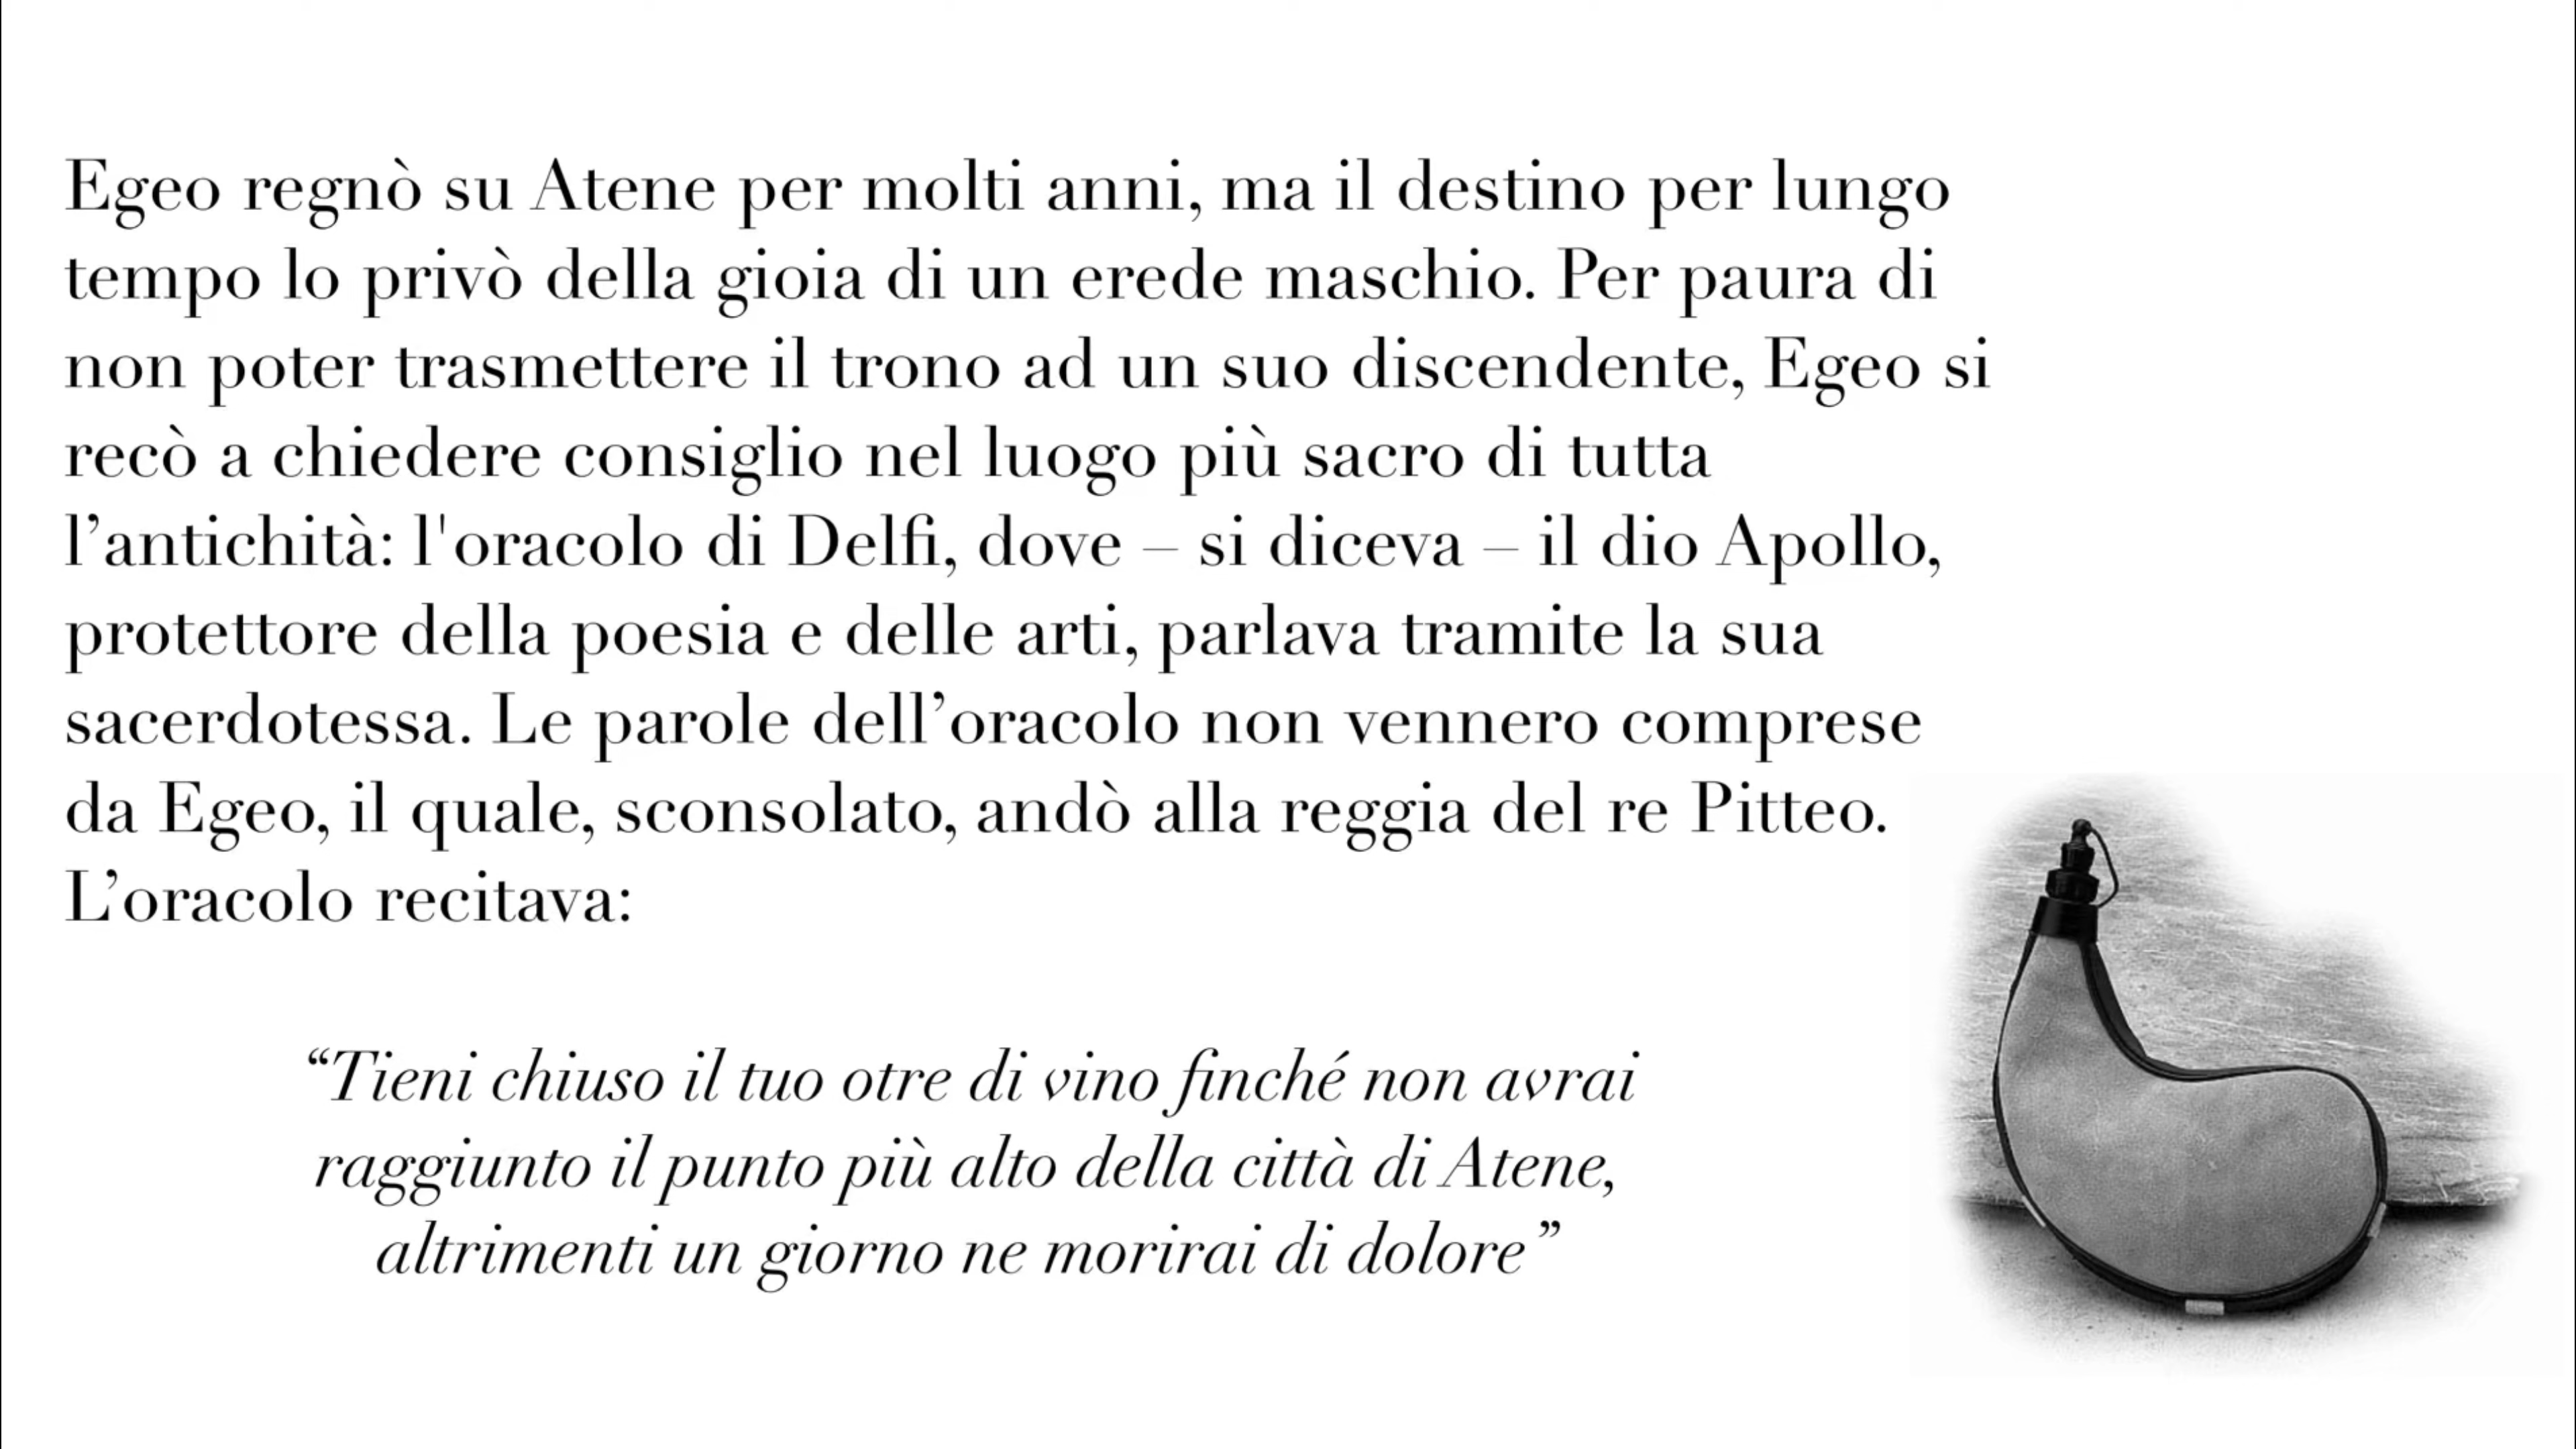 Egeo regnò su Atene per molti anni, ma il destino per lungo
tempo lo privò della gioia di un erede maschio. Per paura di
non poter trasmettere il trono ad un suo discendente, Egeo si
recò a chiedere consiglio nel luogo più sacro di tutta
l’antichità: l'oracolo di Delfi, dove – si diceva – il dio Apollo,
protettore della poesia e delle arti, parlava tramite la sua
sacerdotessa. Le parole dell’oracolo non vennero comprese
da Egeo, il quale, sconsolato, andò alla reggia del re Pitteo.
L’oracolo recitava:
“Tieni chiuso il tuo otre di vino finché non avrai
raggiunto il punto più alto della città di Atene,
altrimenti un giorno ne morirai di dolore”